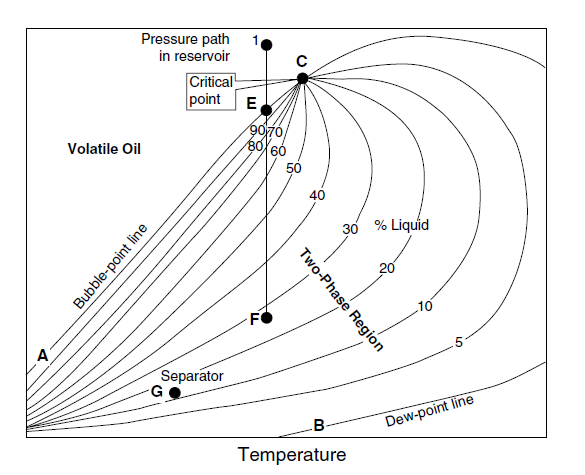 Pressure path
in reservoir
1
C
Critical
point
E
90
70
80
60
Volatile Oil
50
40
30
% Liquid
Bubble-point line
Two-Phase Region
20
10
F
5
A
Separator
G
B
Dew-point line
Temperature